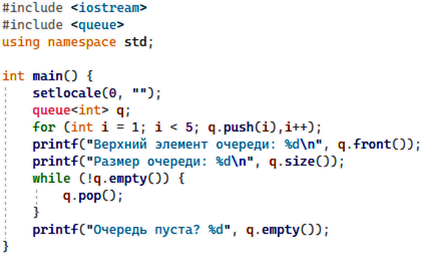 #include <iostream>
#include <queue>
using namespace std;
int main() {
setlocale(0, "");
queue<int> q;
for (int i = 1; i < 5; q.push(i),i++);
printf("Верхний элемент очереди: %d\n", q.front());
printf("Размер очереди: %d\n", q.size());
while (!q.empty()) {
q.pop();
}
printf("Очередь пуста? %d", q.empty());
}